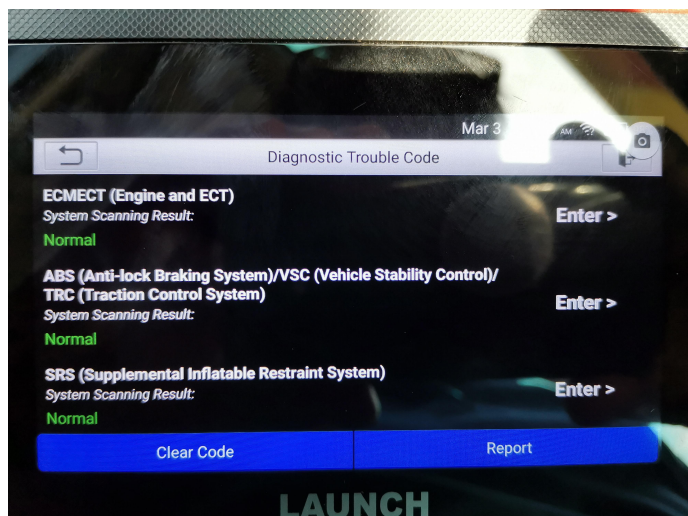 Mar 3
AM
Diagnostic Trouble Code
ECMECT (Engine and ECT)
System Scanning Result:
Enter >
Normal
ABS (Anti-lock Braking System)/VSC (Vehicle Stability Control)/
TRC (Traction Control System)
System Scanning Result:
Enter >
Normal
SRS (Supplemental Inflatable Restraint System)
System Scanning Result:
Enter >
Normal
Clear Code
Report
LAUNCH